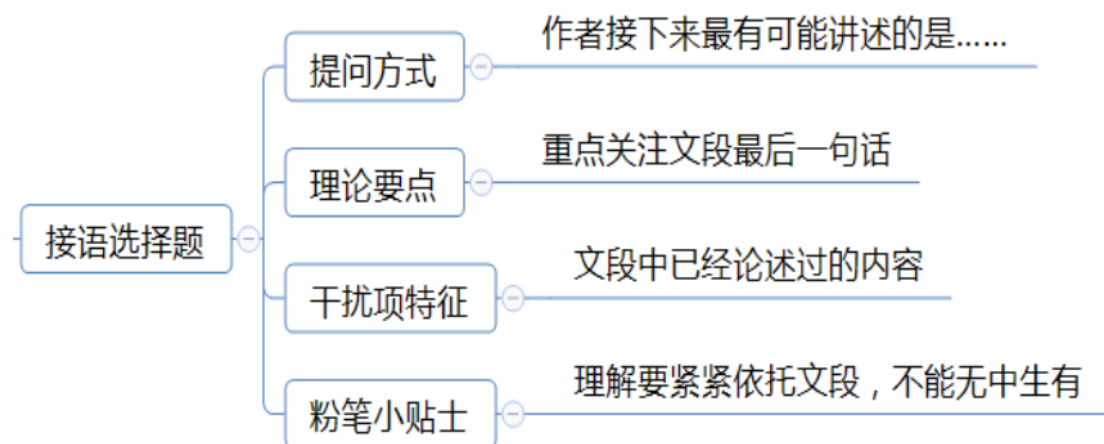 作者接下来最有可能讲述的是……
提问方式
重点关注文段最后一句话
理论要点
接语选择题
文段中已经论述过的内容
干扰项特征
理解要紧紧依托文段，不能无中生有
粉笔小贴士